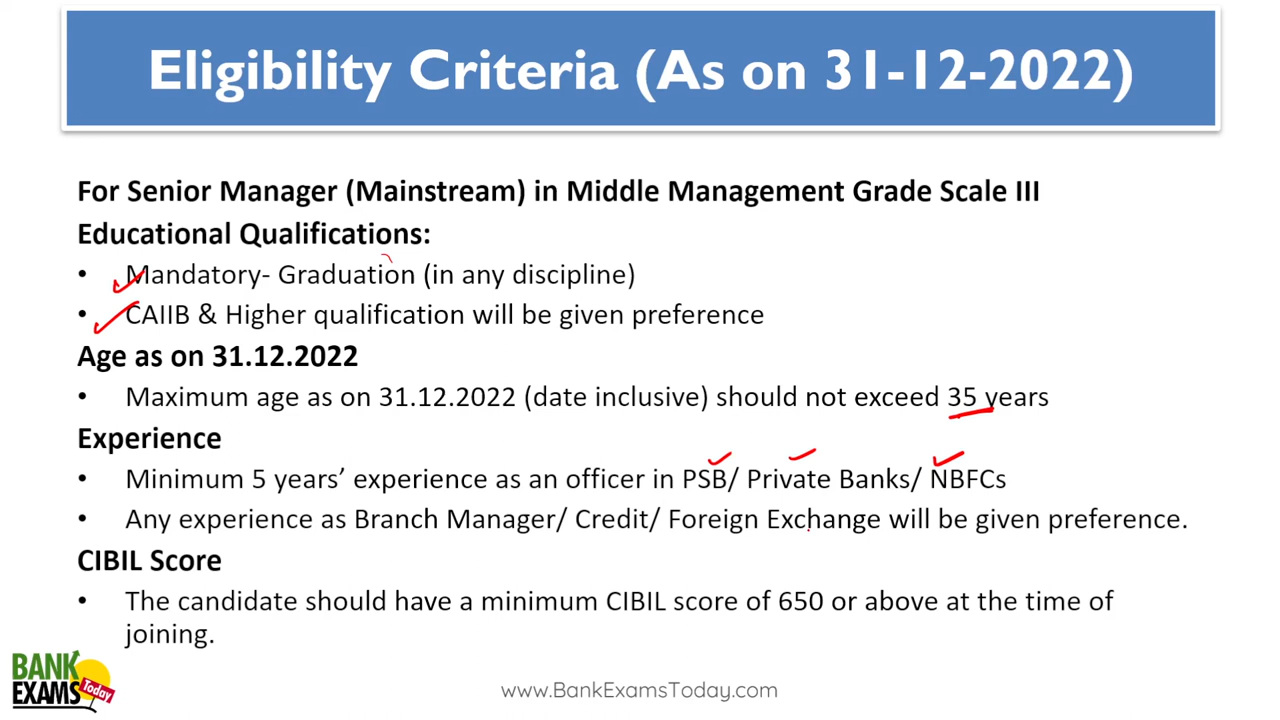 Eligibility Criteria (As on 31-12-2022)
For Senior Manager (Mainstream) in Middle Management Grade Scale III
Educational Qualifications:
• Mandatory- Graduation (in any discipline)
• CAIIB & Higher qualification will be given preference
Age as on 31.12.2022
• Maximum age as on 31.12.2022 (date inclusive) should not exceed 35 years
Experience
• Minimum 5 years’ experience as an officer in PSB/ Private Banks/ NBFCs
• Any experience as Branch Manager/ Credit/ Foreign Exchange will be given preference.
CIBIL Score
• The candidate should have a minimum CIBIL score of 650 or above at the time of
joining.
BANK
EXAMS
Today
www.BankExamsToday.com